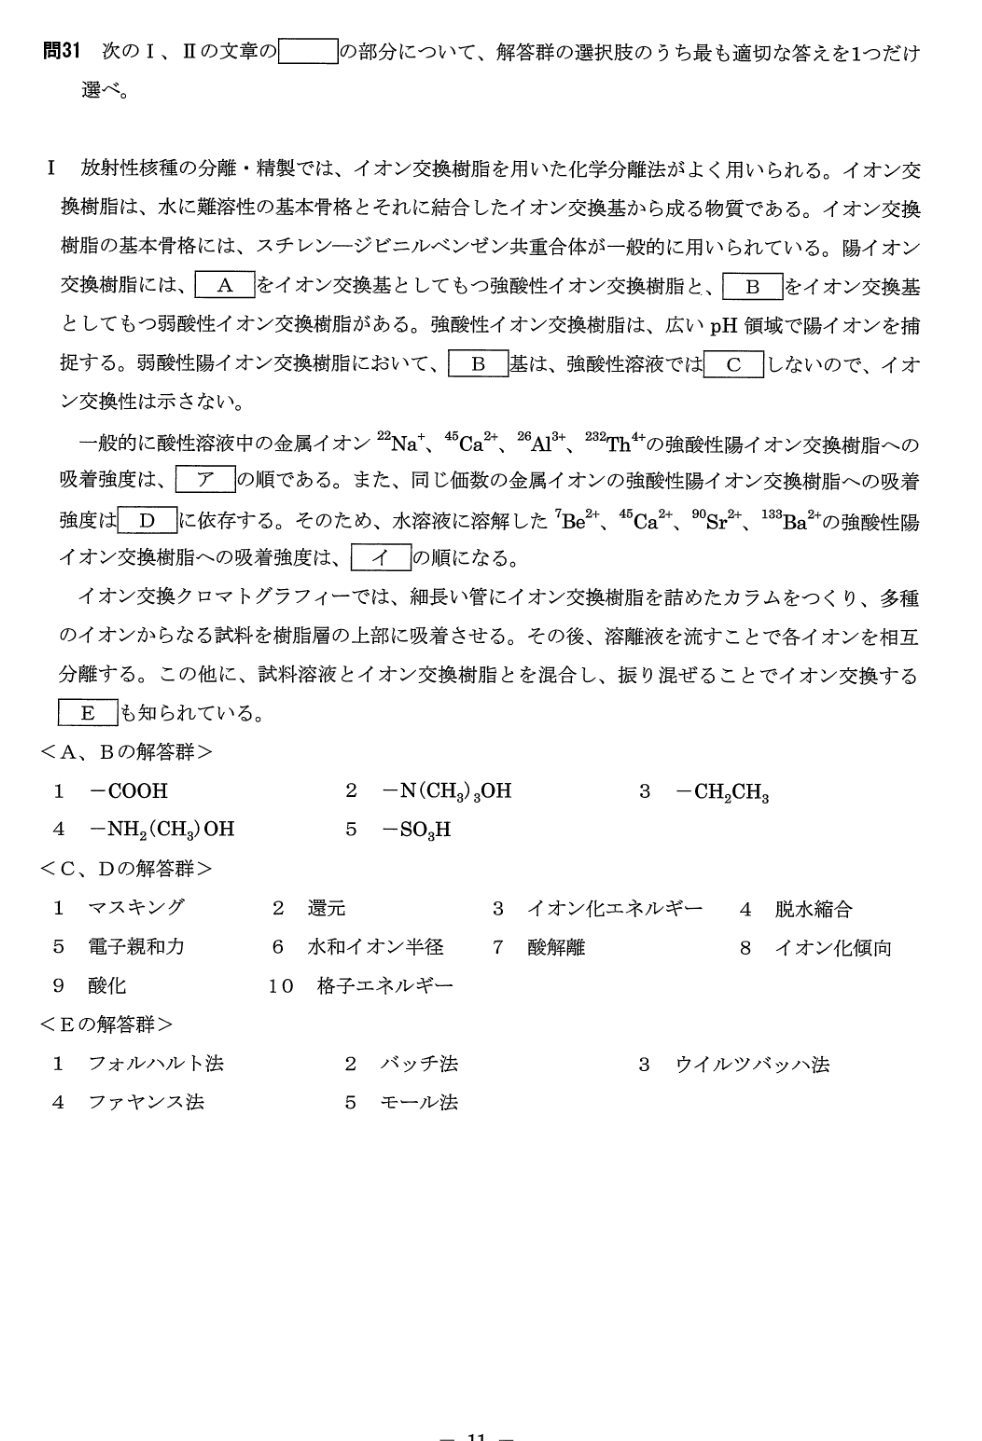 問31　次のⅠ、Ⅱの文章の　　　の部分について、解答群の選択肢のうち最も適切な答えを1つだけ
選べ。
Ⅰ　放射性核種の分離・精製では、イオン交換樹脂を用いた化学分離法がよく用いられる。イオン交
換樹脂は、水に難溶性の基本骨格とそれに結合したイオン交換基から成る物質である。イオン交換
樹脂の基本骨格には、スチレン―ジビニルベンゼン共重合体が一般的に用いられている。陽イオン
交換樹脂には、 A をイオン交換基としてもつ強酸性イオン交換樹脂と、 B をイオン交換基
としてもつ弱酸性イオン交換樹脂がある。強酸性イオン交換樹脂は、広い pH 領域で陽イオンを捕
捉する。弱酸性陽イオン交換樹脂において、 B 基は、強酸性溶液では C しないので、イオ
ン交換性は示さない。
一般的に酸性溶液中の金属イオン ²²Na⁺、⁴⁵Ca²⁺、²⁶Al³⁺、²³²Th⁴⁺の強酸性陽イオン交換樹脂への
吸着強度は、 ア の順である。また、同じ価数の金属イオンの強酸性陽イオン交換樹脂への吸着
強度は D に依存する。そのため、水溶液に溶解した ⁷Be²⁺、⁴⁵Ca²⁺、⁹⁰Sr²⁺、¹³³Ba²⁺の強酸性陽
イオン交換樹脂への吸着強度は、 イ の順になる。
イオン交換クロマトグラフィーでは、細長い管にイオン交換樹脂を詰めたカラムをつくり、多種
のイオンからなる試料を樹脂層の上部に吸着させる。その後、溶離液を流すことで各イオンを相互
分離する。この他に、試料溶液とイオン交換樹脂とを混合し、振り混ぜることでイオン交換する
E も知られている。
＜A、Bの解答群＞
1　－COOH　2　－N(CH₃)₃OH　3　－CH₂CH₃
4　－NH₂(CH₃)OH　5　－SO₃H
＜C、Dの解答群＞
1　マスキング　2　還元　3　イオン化エネルギー　4　脱水縮合
5　電子親和力　6　水和イオン半径　7　酸解離　8　イオン化傾向
9　酸化　10　格子エネルギー
＜Eの解答群＞
1　フォルハルト法　2　バッチ法　3　ウイルツバッハ法
4　ファヤンス法　5　モール法
－ 11 －